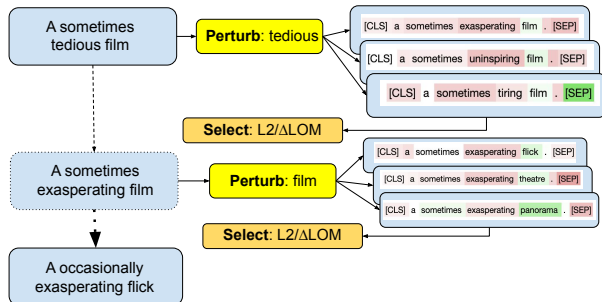 A sometimes
tedious film
Perturb: tedious
[CLS] a sometimes exasperating film . [SEP]
[CLS] a sometimes uninspiring film . [SEP]
[CLS] a sometimes tiring film . [SEP]
Select: L2/ΔLOM
A sometimes
exasperating film
Perturb: film
[CLS] a sometimes exasperating flick . [SEP]
[CLS] a sometimes exasperating theatre . [SEP]
[CLS] a sometimes exasperating panorama . [SEP]
Select: L2/ΔLOM
A occasionally
exasperating flick